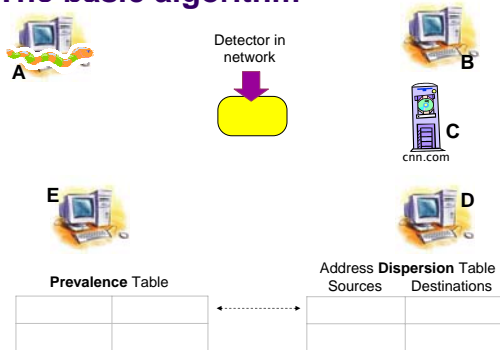 The basic algorithm
Detector in
network
A
B
C
cnn.com
E
D
Prevalence Table
Address Dispersion Table
Sources Destinations